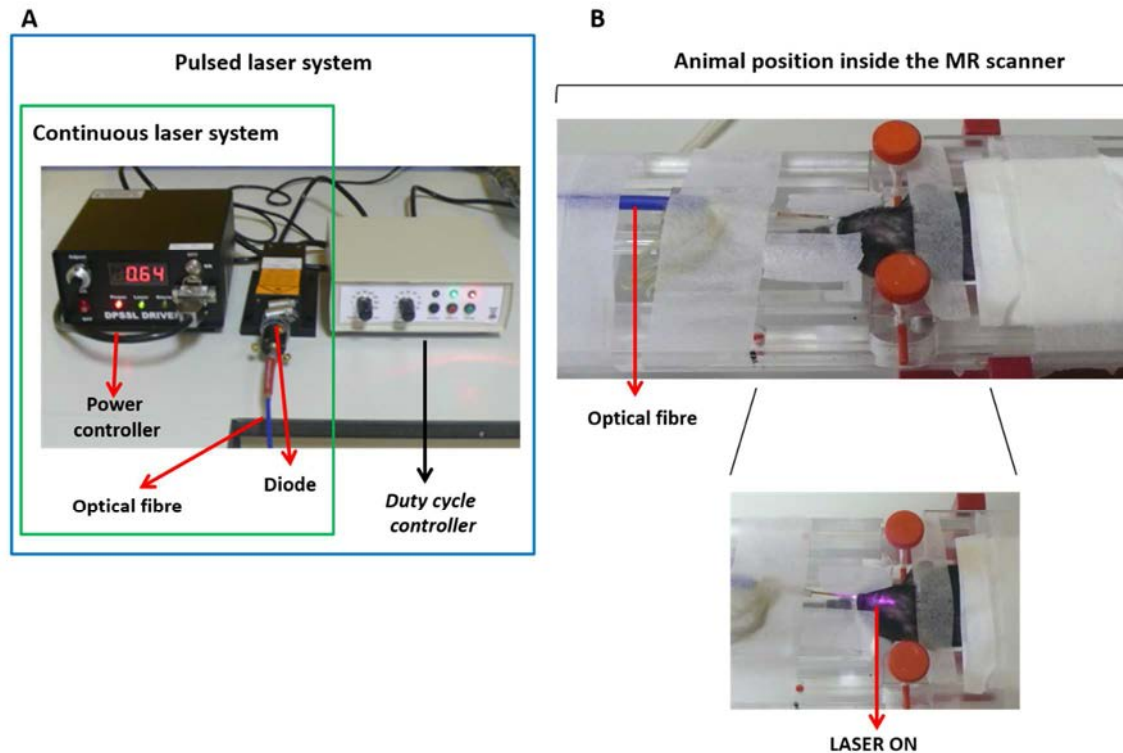 A
Pulsed laser system
Continuous laser system
0.64
DPSSL DRIVER
Power
controller
Optical fibre
Diode
Duty cycle
controller
B
Animal position inside the MR scanner
Optical fibre
LASER ON